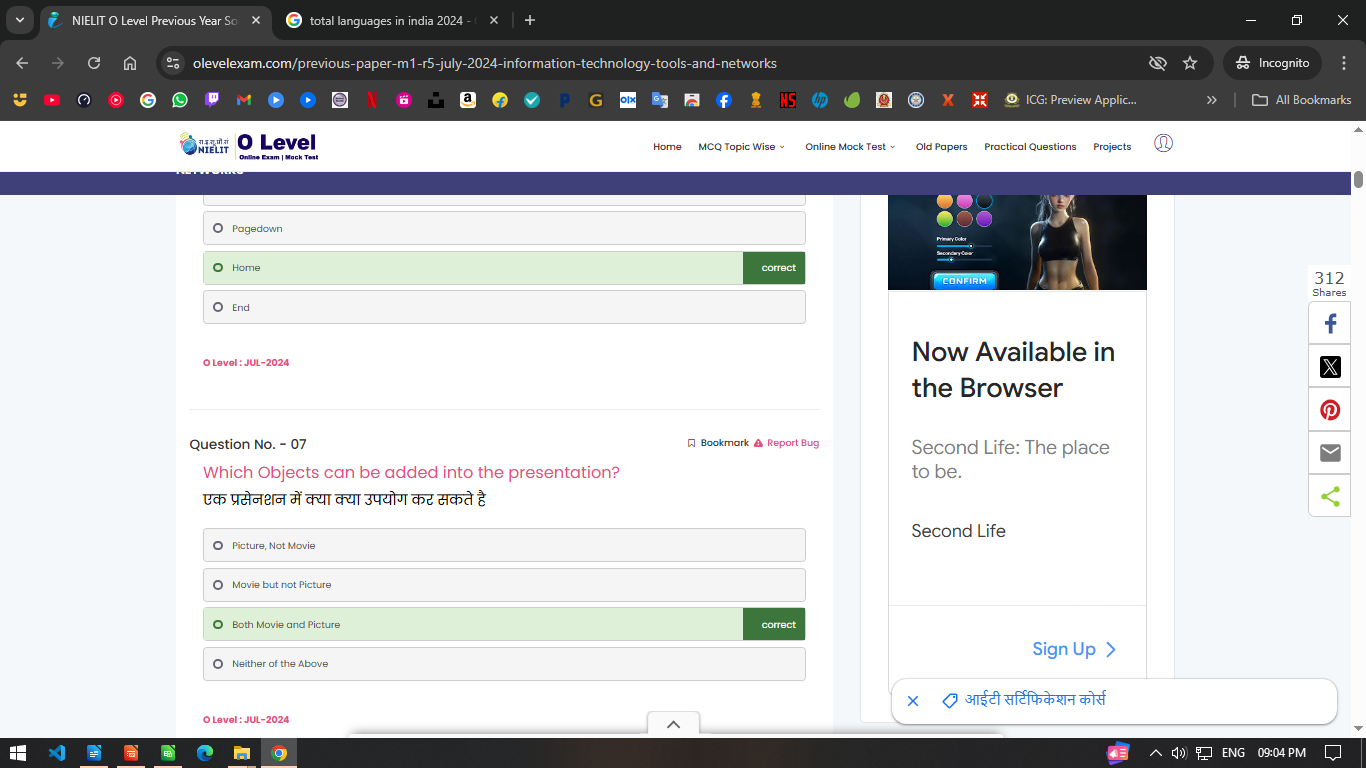 NIELIT O Level Previous Year So
total languages in india 2024 -
olevelexam.com/previous-paper-m1-r5-july-2024-information-technology-tools-and-networks
Incognito
ICG: Preview Applic...
All Bookmarks
रा.इ.सू.प्रौ.सं
NIELIT
O Level
Online Exam | Mock Test
Home
MCQ Topic Wise
Online Mock Test
Old Papers
Practical Questions
Projects
Pagedown
Home
correct
End
O Level : JUL-2024
Question No. - 07
Bookmark
Report Bug
Which Objects can be added into the presentation?
एक प्रसेनशन में क्या क्या उपयोग कर सकते है
Picture, Not Movie
Movie but not Picture
Both Movie and Picture
correct
Neither of the Above
O Level : JUL-2024
Primary Color
Secondary Color
CONFIRM
Now Available in
the Browser
Second Life: The place
to be.
Second Life
Sign Up
आईटी सर्टिफिकेशन कोर्स
312
Shares
ENG
09:04 PM